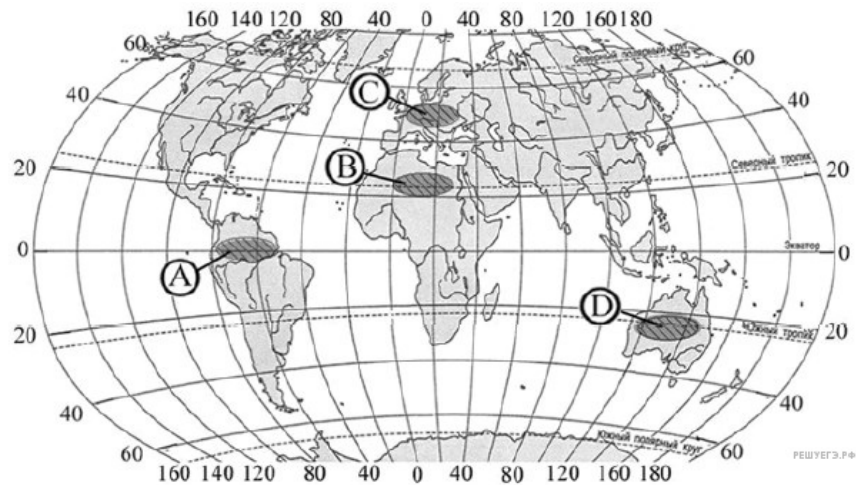 160 140 120 80 40 0 40 80 120 160 180
60 Северный полярный круг 60
C
40 40
B
20 Северный тропик 20
0 Экватор 0
A
D
20 Южный тропик 20
40 40
60 Южный полярный круг 60
160 140 120 80 40 0 40 80 120 160 180
РЕШУЕГЭ.РФ